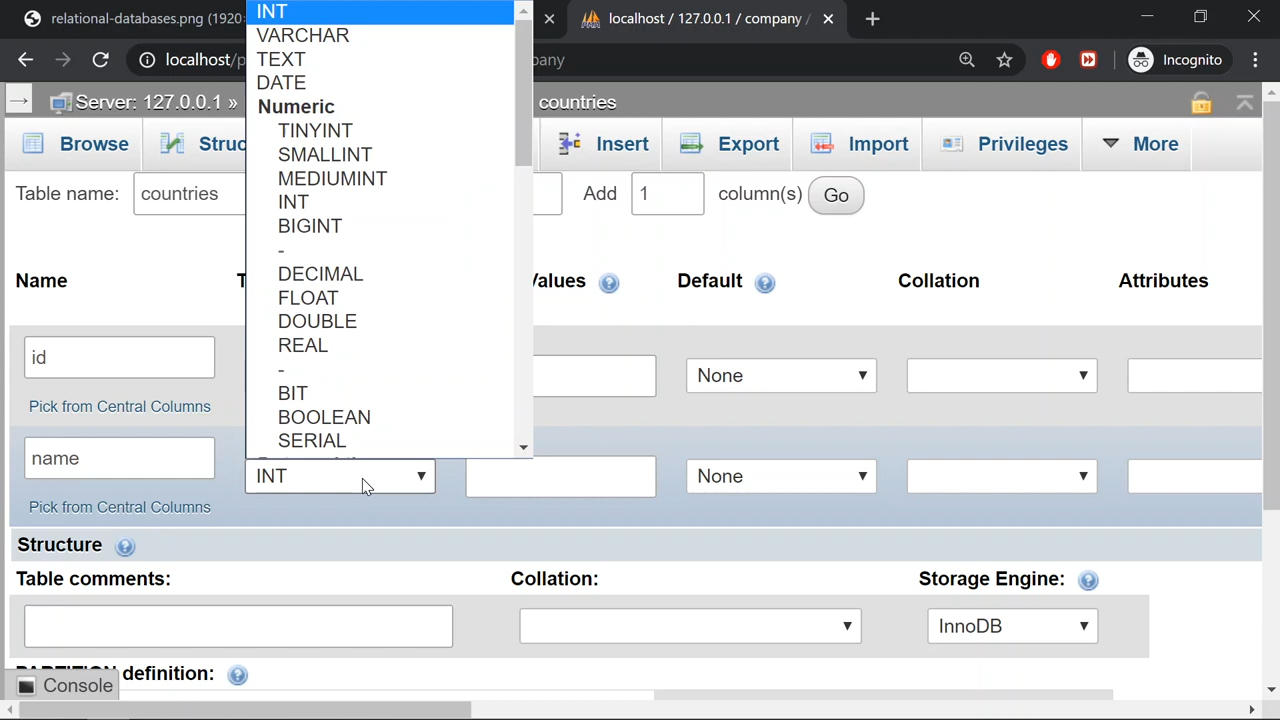 relational-databases.png (1920
localhost / 127.0.0.1 / company /
localhost/p
any
Incognito
Server: 127.0.0.1 »
countries
Browse
Struc
Insert
Export
Import
Privileges
More
Table name:
countries
Add
1
column(s)
Go
Name
T
Values
Default
Collation
Attributes
id
None
Pick from Central Columns
name
INT
None
Pick from Central Columns
INT
VARCHAR
TEXT
DATE
Numeric
TINYINT
SMALLINT
MEDIUMINT
INT
BIGINT
-
DECIMAL
FLOAT
DOUBLE
REAL
-
BIT
BOOLEAN
SERIAL
Structure
Table comments:
Collation:
Storage Engine:
InnoDB
PARTITION definition:
Console